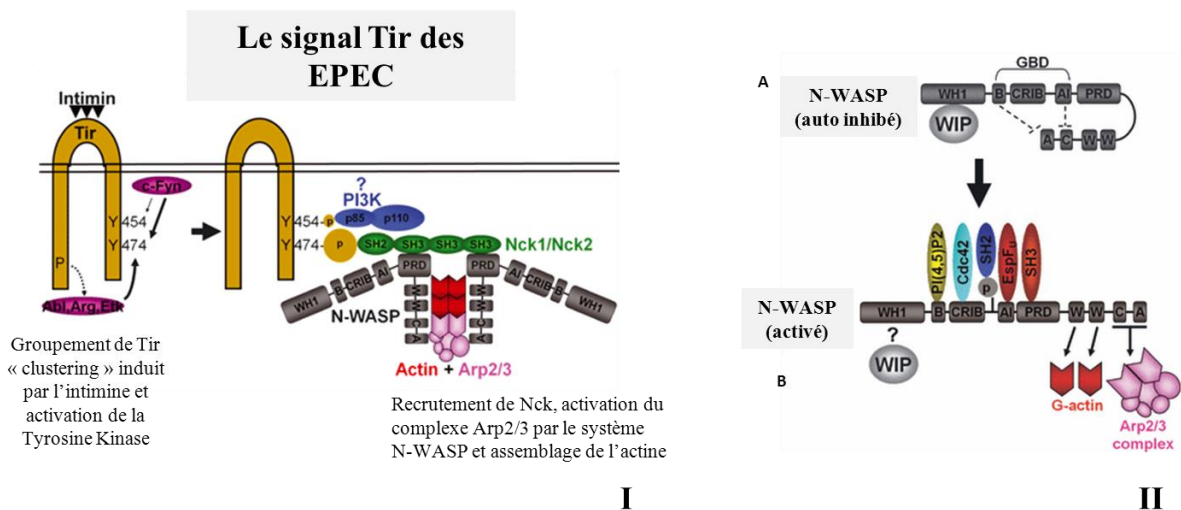 Le signal Tir des
EPEC
Intimin
Tir
c-Fyn
Y 454
Y 474
P
Abl,Arg,Etk
Groupement de Tir
« clustering » induit
par l’intimine et
activation de la
Tyrosine Kinase
?
PI3K
Y 454 - p p85 p110
Y 474 - p SH2 SH3 SH3 SH3 Nck1/Nck2
WH1 B CRIB AI PRD PRD AI CRIB B WH1
N-WASP
W W
W W
C C
A A
Actin + Arp2/3
Recrutement de Nck, activation du
complexe Arp2/3 par le système
N-WASP et assemblage de l’actine
I
A
GBD
N-WASP
(auto inhibé)
WH1 B CRIB AI PRD
WIP
A C W W
PI(4,5)P2
Cdc42
SH2
p
EspFu
SH3
N-WASP
(activé)
WH1 B CRIB AI PRD W W C A
?
WIP
B
G-actin
Arp2/3
complex
II